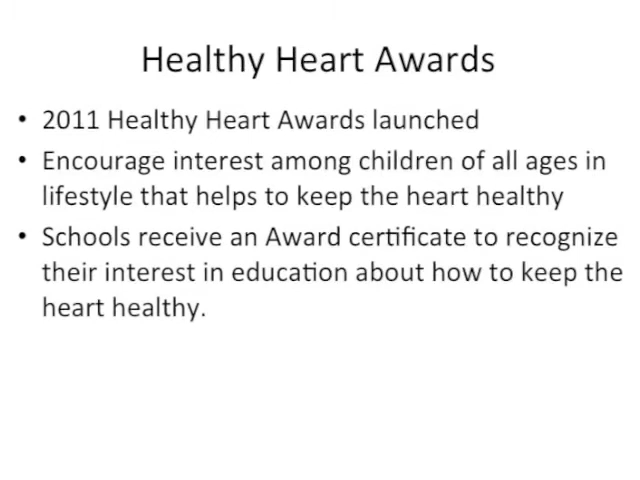 Healthy Heart Awards
• 2011 Healthy Heart Awards launched
• Encourage interest among children of all ages in
lifestyle that helps to keep the heart healthy
• Schools receive an Award certificate to recognize
their interest in education about how to keep the
heart healthy.